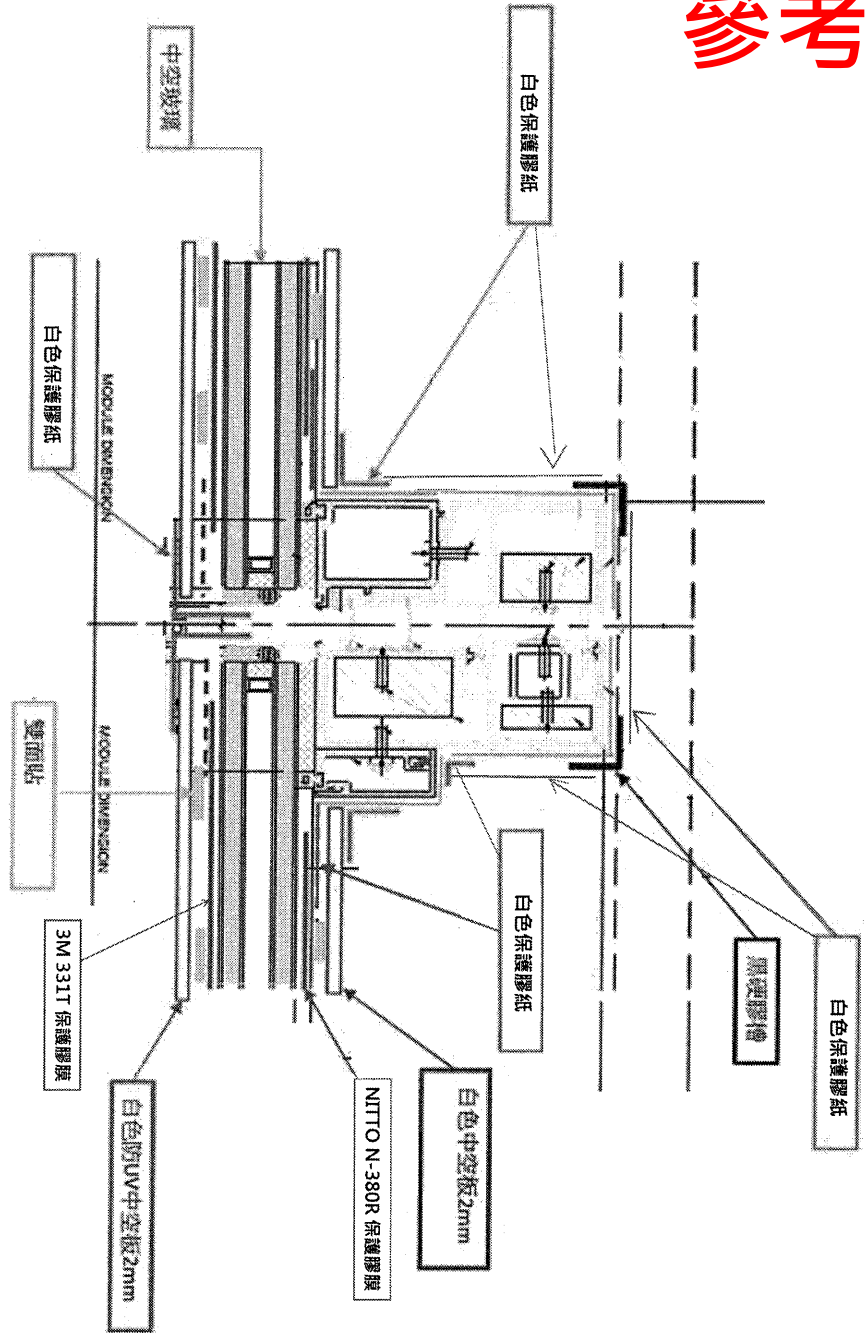 參考
中空玻璃
白色保護膠紙
白色保護膠紙
MODULE DIMENSION
MODULE DIMENSION
雙面貼
白色保護膠紙
黑硬膠槽
白色保護膠紙
3M 331T 保護膠膜
白色防UV中空板2mm
NITTO N-380R 保護膠膜
白色中空板2mm